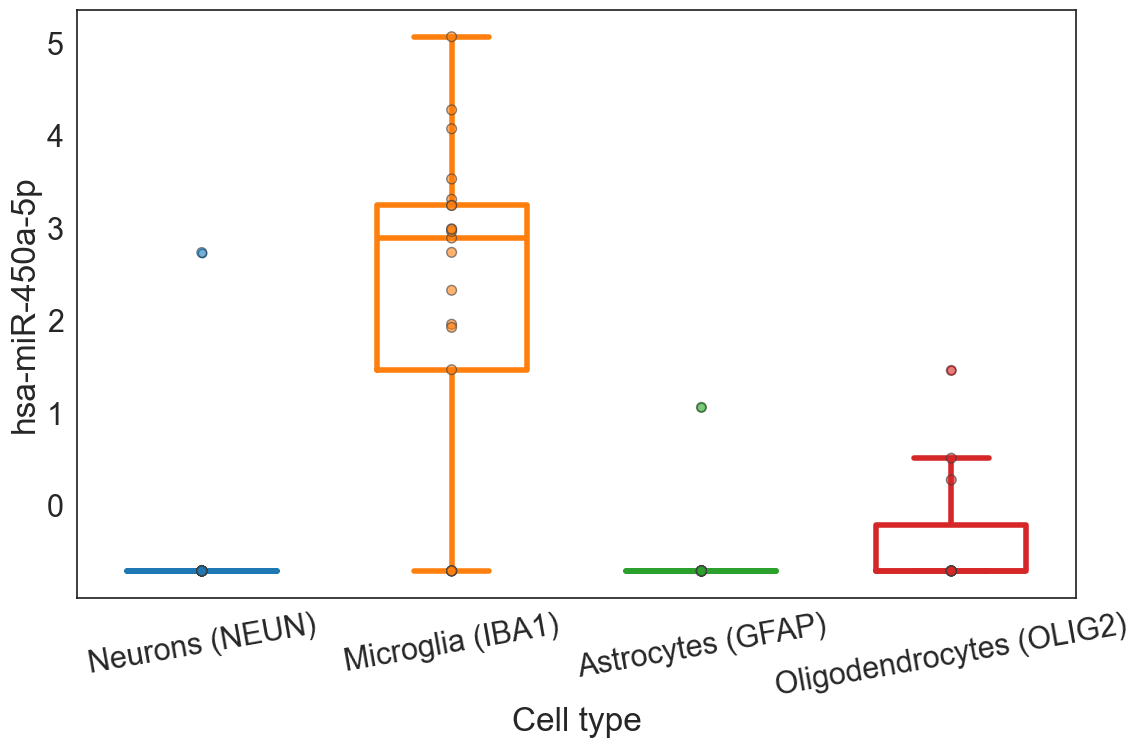 hsa-miR-450a-5p
5
4
3
2
1
0
Neurons (NEUN)
Microglia (IBA1)
Astrocytes (GFAP)
Oligodendrocytes (OLIG2)
Cell type